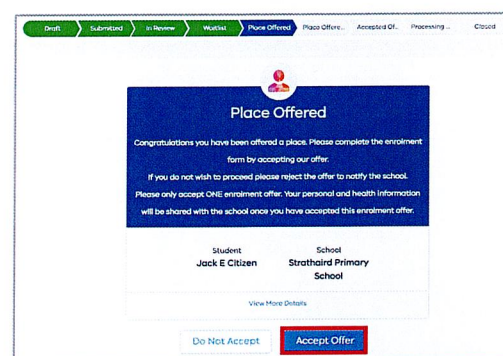 Draft Submitted In Review Waitlist Place Offered Place Offere... Accepted Of... Processing ... Closed
Place Offered
Congratulations you have been offered a place. Please complete the enrolment
form by accepting our offer.
If you do not wish to proceed please reject the offer to notify the school.
Please only accept ONE enrolment offer. Your personal and health information
will be shared with the school once you have accepted this enrolment offer.
Student School
Jack E Citizen Strathaird Primary
School
View More Details
Do Not Accept Accept Offer